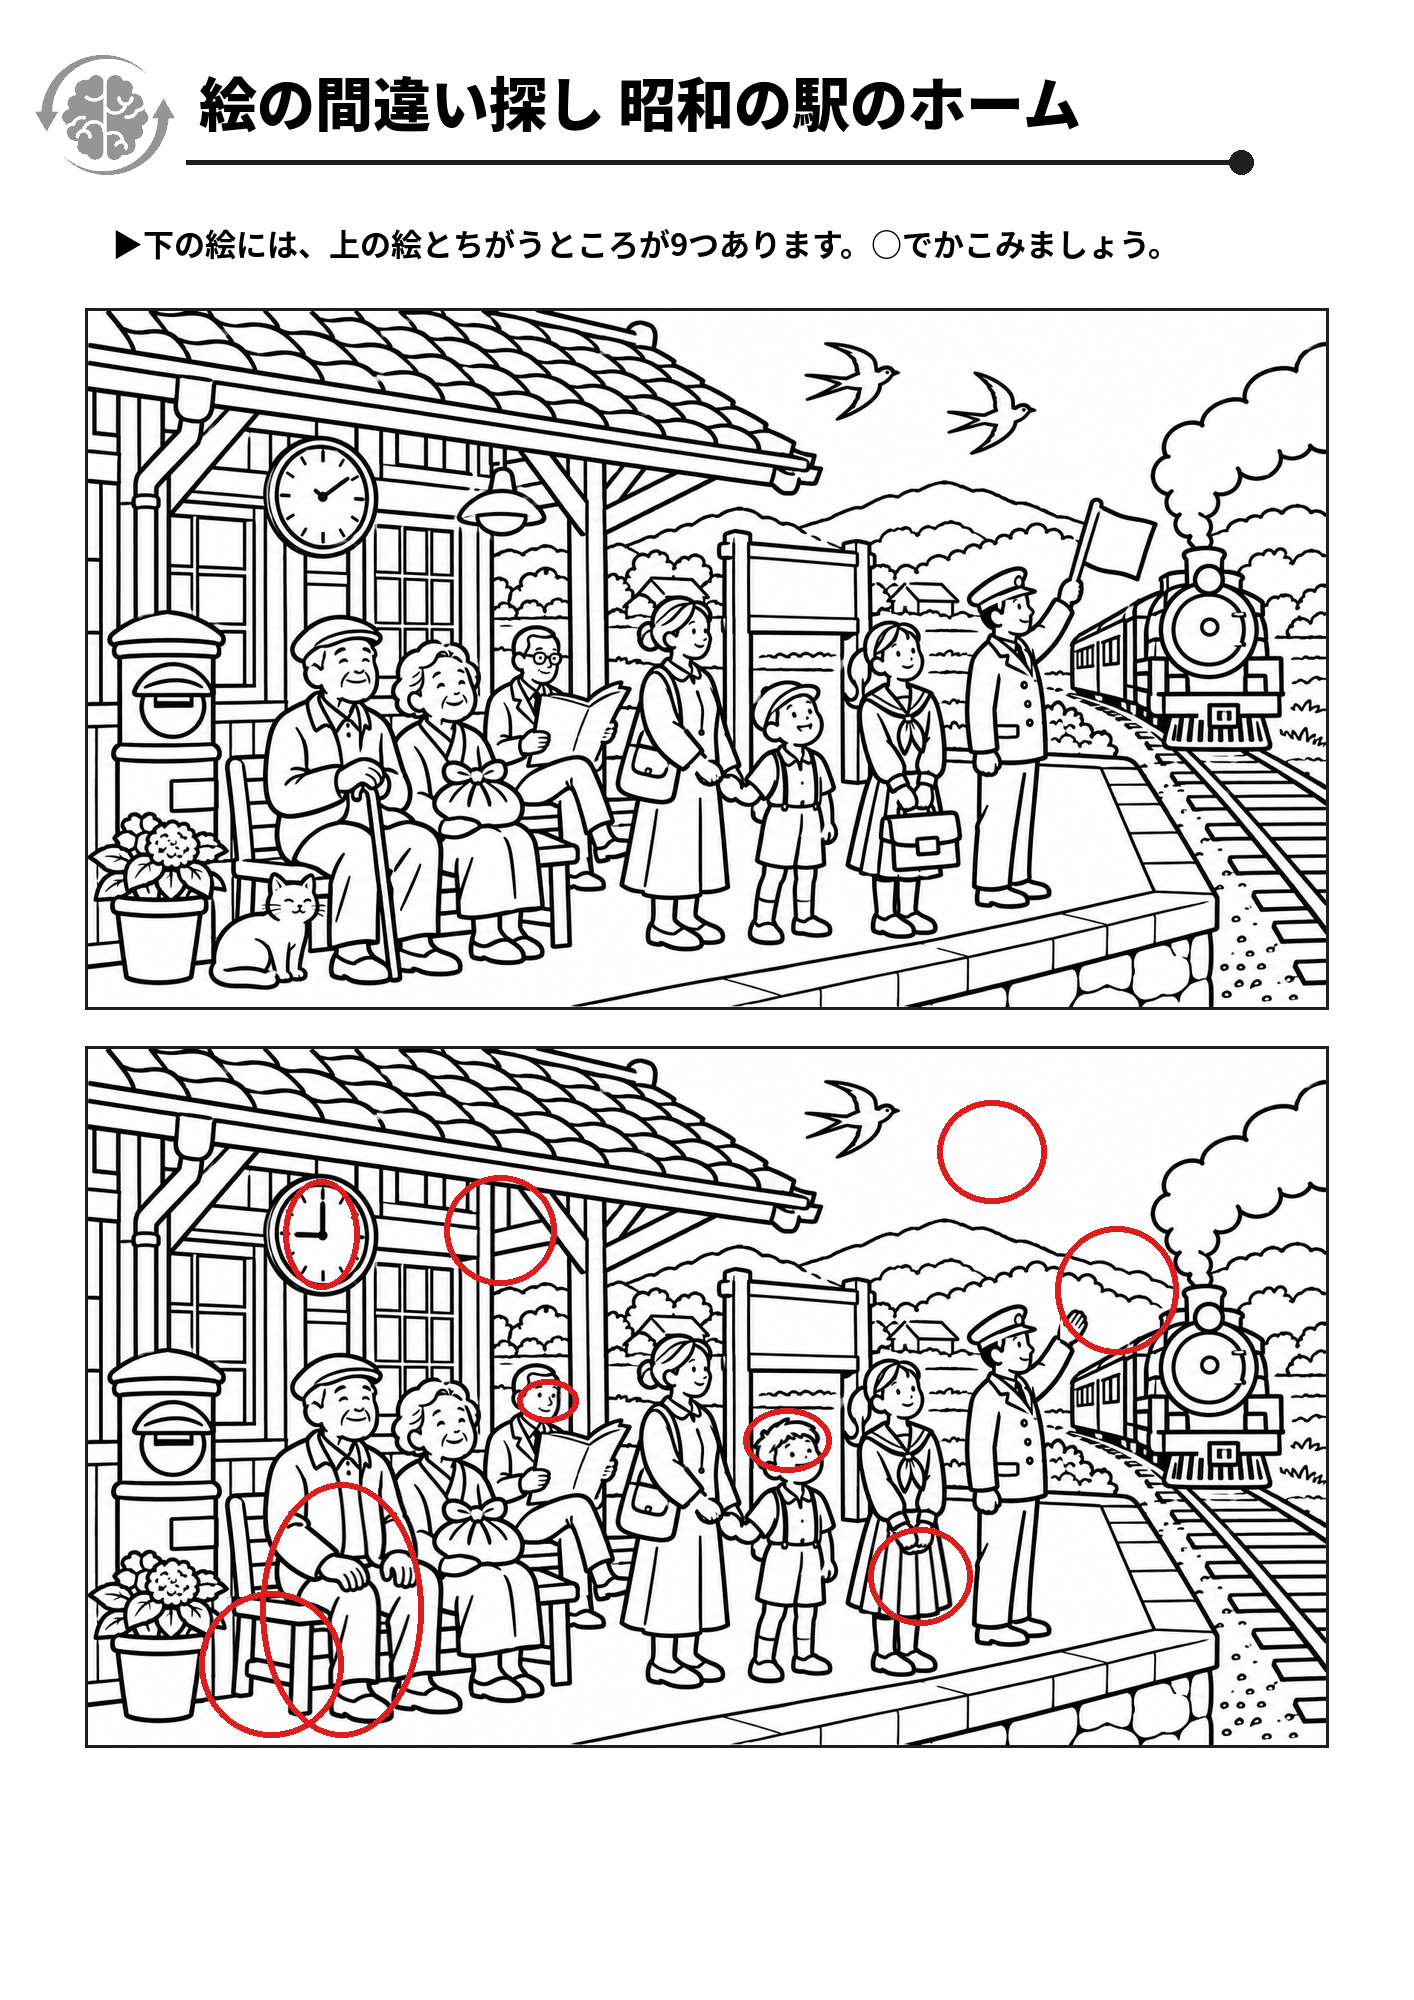 絵の間違い探し 昭和の駅のホーム
▶下の絵には、上の絵とちがうところが9つあります。○でかこみましょう。